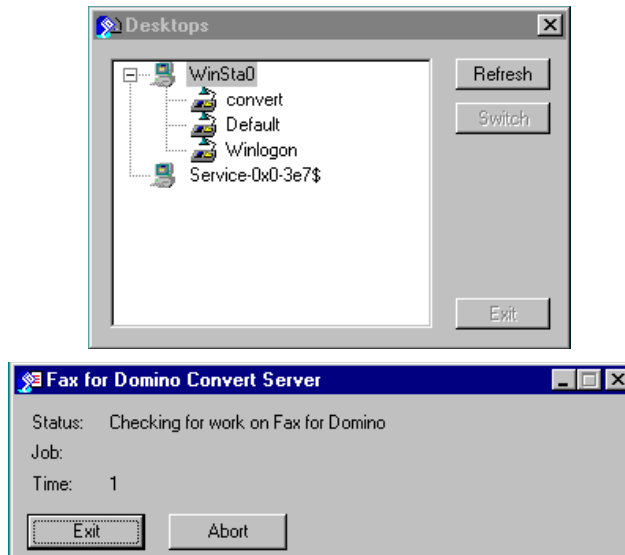 Desktops
WinSta0
Refresh
convert
Default
Switch
Winlogon
Service-0x0-3e7$
Exit
Fax for Domino Convert Server
Status: Checking for work on Fax for Domino
Job:
Time: 1
Exit Abort